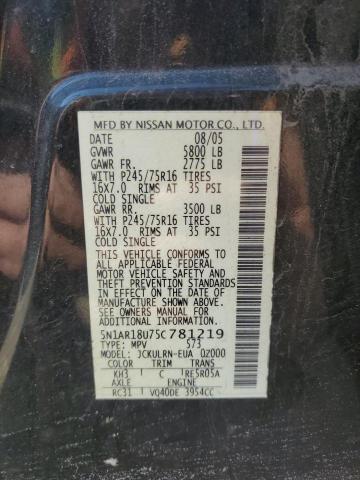 MFD BY NISSAN MOTOR CO., LTD.
DATE 08/05
GVWR 5800 LB
GAWR FR. 2775 LB
WITH P245/75R16 TIRES
16X7.0 RIMS AT 35 PSI
COLD SINGLE
GAWR RR. 3500 LB
WITH P245/75R16 TIRES
16X7.0 RIMS AT 35 PSI
COLD SINGLE
THIS VEHICLE CONFORMS TO
ALL APPLICABLE FEDERAL
MOTOR VEHICLE SAFETY
AND THEFT PREVENTION STANDARDS
IN EFFECT ON THE DATE OF
MANUFACTURE SHOWN ABOVE.
SEE OWNERS MANUAL FOR
ADDITIONAL INFORMATION.
5N1AR18U75C781219
TYPE: MPV 573
MODEL: JCKULRN-EUA 0Z000
COLOR TRIM TRANS
KH3 C RE5R05A
AXLE ENGINE
RC31 VQ40DE 3954CC